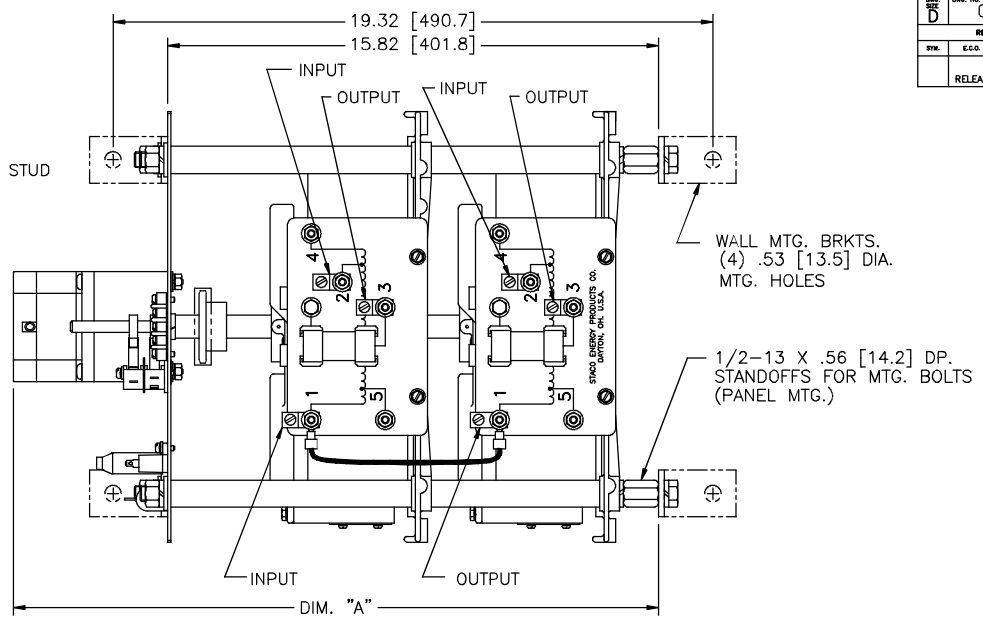 19.32 [490.7]
15.82 [401.8]
INPUT
OUTPUT
INPUT
OUTPUT
SIZE
D
SYM.
E.C.O.
STUD
4
2
3
1
5
4
2
3
1
5
STACO ENERGY PRODUCTS CO.
DAYTON, OH. U.S.A.
WALL MTG. BRKTS.
(4) .53 [13.5] DIA.
MTG. HOLES
1/2-13 X .56 [14.2] DP.
STANDOFFS FOR MTG. BOLTS
(PANEL MTG.)
INPUT
OUTPUT
DIM. "A"